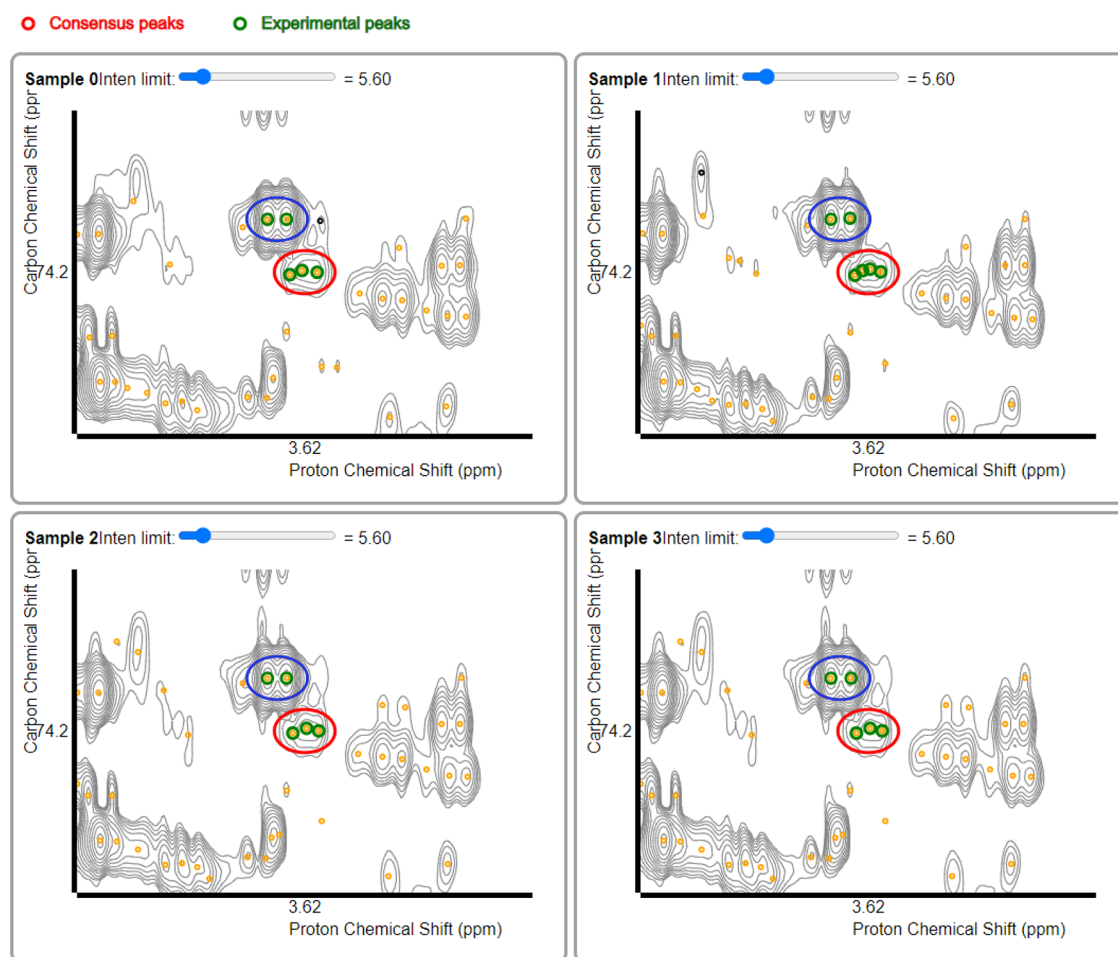 Consensus peaks Experimental peaks
Sample 0Inten limit: = 5.60
Carbon Chemical Shift (ppr
74.2
3.62
Proton Chemical Shift (ppm)
Sample 1Inten limit: = 5.60
Carbon Chemical Shift (ppr
74.2
3.62
Proton Chemical Shift (ppm)
Sample 2Inten limit: = 5.60
Carbon Chemical Shift (ppr
74.2
3.62
Proton Chemical Shift (ppm)
Sample 3Inten limit: = 5.60
Carbon Chemical Shift (ppr
74.2
3.62
Proton Chemical Shift (ppm)